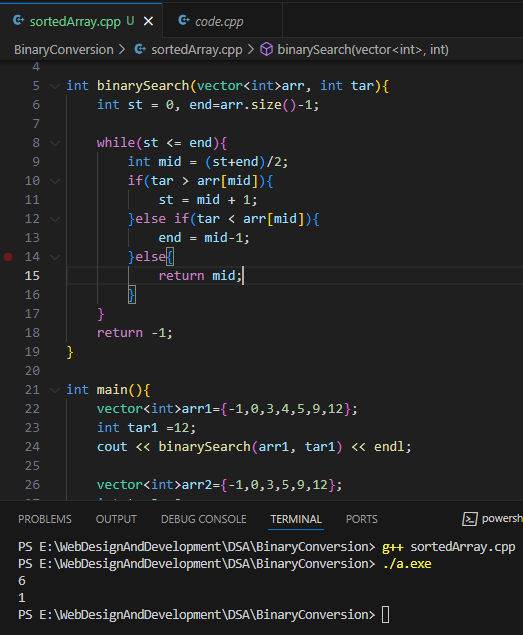 sortedArray.cpp U
code.cpp
BinaryConversion > sortedArray.cpp > binarySearch(vector<int>, int)
4
5 int binarySearch(vector<int>arr, int tar){
6     int st = 0, end=arr.size()-1;
7
8     while(st <= end){
9         int mid = (st+end)/2;
10         if(tar > arr[mid]){
11             st = mid + 1;
12         }else if(tar < arr[mid]){
13             end = mid-1;
14         }else{
15             return mid;
16         }
17     }
18     return -1;
19 }
20
21 int main(){
22     vector<int>arr1={-1,0,3,4,5,9,12};
23     int tar1 =12;
24     cout << binarySearch(arr1, tar1) << endl;
25
26     vector<int>arr2={-1,0,3,5,9,12};
PROBLEMS OUTPUT DEBUG CONSOLE TERMINAL PORTS powersh
PS E:\WebDesignAndDevelopment\DSA\BinaryConversion> g++ sortedArray.cpp
PS E:\WebDesignAndDevelopment\DSA\BinaryConversion> ./a.exe
6
1
PS E:\WebDesignAndDevelopment\DSA\BinaryConversion>